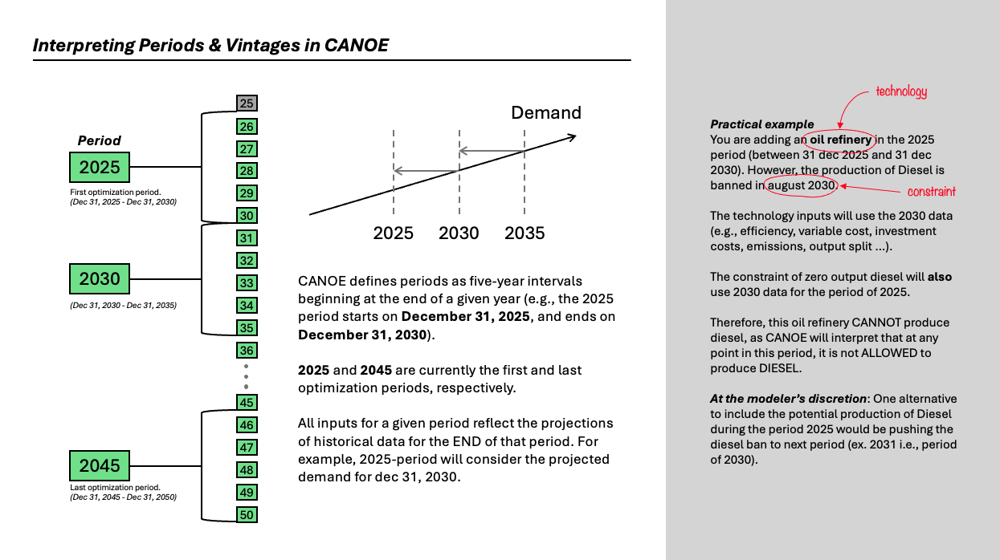 Interpreting Periods & Vintages in CANOE
Period
2025
First optimization period.
(Dec 31, 2025 - Dec 31, 2030)
2030
(Dec 31, 2030 - Dec 31, 2035)
2045
Last optimization period.
(Dec 31, 2045 - Dec 31, 2050)
25
26
27
28
29
30
31
32
33
34
35
36
45
46
47
48
49
50
Demand
2025 2030 2035
CANOE defines periods as five-year intervals
beginning at the end of a given year (e.g., the 2025
period starts on December 31, 2025, and ends on
December 31, 2030).
2025 and 2045 are currently the first and last
optimization periods, respectively.
All inputs for a given period reflect the projections
of historical data for the END of that period. For
example, 2025-period will consider the projected
demand for dec 31, 2030.
technology
Practical example
You are adding an oil refinery in the 2025
period (between 31 dec 2025 and 31 dec
2030). However, the production of Diesel is
banned in august 2030.
constraint
The technology inputs will use the 2030 data
(e.g., efficiency, variable cost, investment
costs, emissions, output split ...).
The constraint of zero output diesel will also
use 2030 data for the period of 2025.
Therefore, this oil refinery CANNOT produce
diesel, as CANOE will interpret that at any
point in this period, it is not ALLOWED to
produce DIESEL.
At the modeler's discretion: One alternative
to include the potential production of Diesel
during the period 2025 would be pushing the
diesel ban to next period (ex. 2031 i.e., period
of 2030).